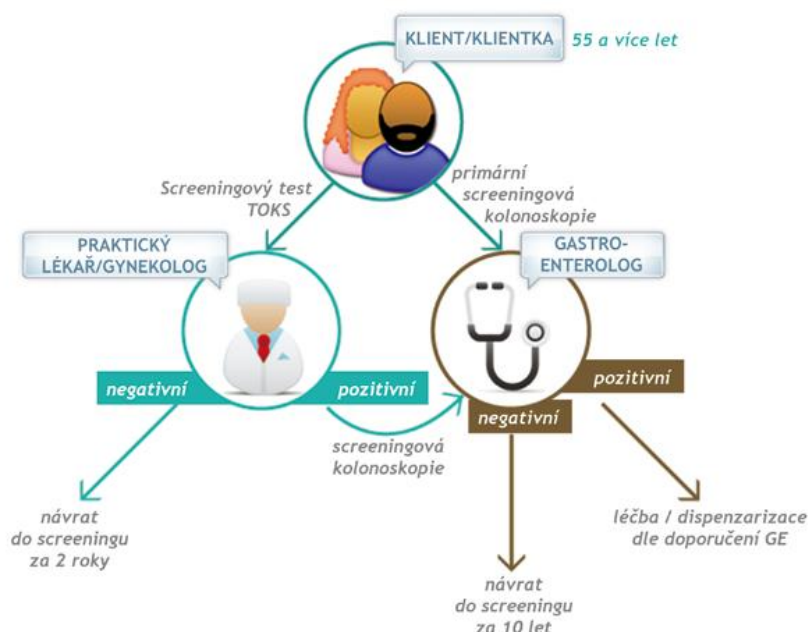 KLIENT/KLIENTKA
55 a více let
Screeningový test
TOKS
primární
screeningová
kolonoskopie
PRAKTICKÝ
LÉKAŘ/GYNEKOLOG
GASTRO-
ENTEROLOG
negativní
pozitivní
screeningová
kolonoskopie
negativní
pozitivní
návrat
do screeningu
za 2 roky
léčba / dispenzarizace
dle doporučení GE
návrat
do screeningu
za 10 let